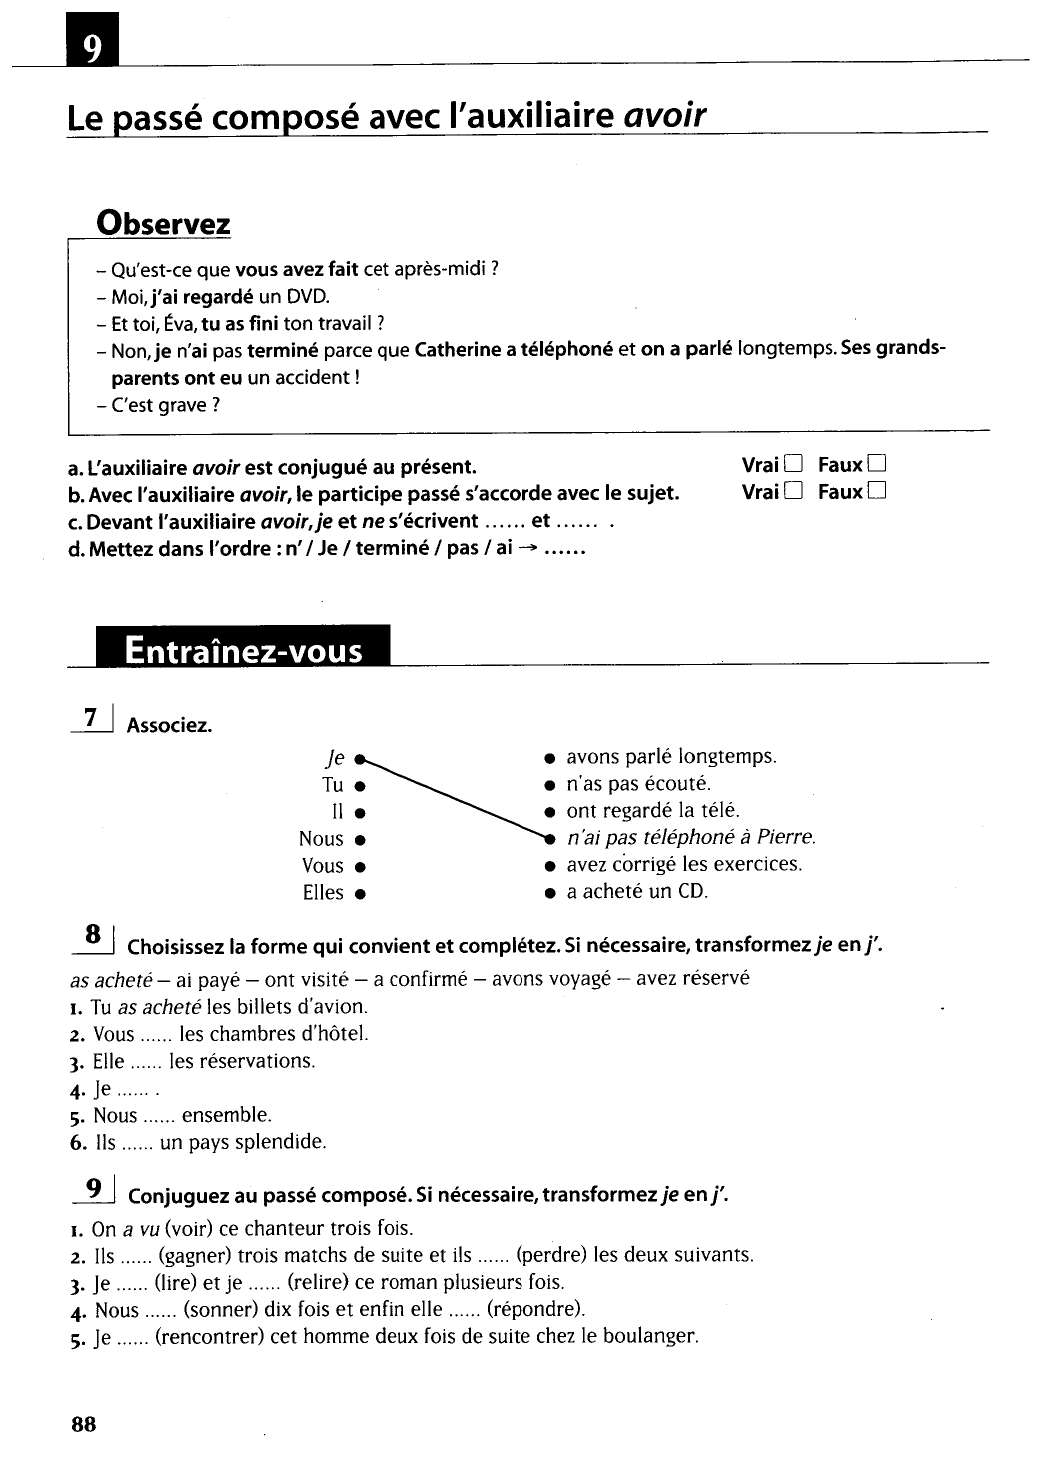 9
Le passé composé avec l'auxiliaire avoir
Observez
– Qu'est-ce que vous avez fait cet après-midi ?
– Moi, j'ai regardé un DVD.
– Et toi, Éva, tu as fini ton travail ?
– Non, je n'ai pas terminé parce que Catherine a téléphoné et on a parlé longtemps. Ses grands-
parents ont eu un accident !
– C'est grave ?
a. L'auxiliaire avoir est conjugué au présent. Vrai ☐ Faux ☐
b. Avec l'auxiliaire avoir, le participe passé s'accorde avec le sujet. Vrai ☐ Faux ☐
c. Devant l'auxiliaire avoir, je et ne s'écrivent ...... et ...... .
d. Mettez dans l'ordre : n' / Je / terminé / pas / ai → ......
Entraînez-vous
7 Associez.
Je • • avons parlé longtemps.
Tu • • n'as pas écouté.
Il • • ont regardé la télé.
Nous • • n'ai pas téléphoné à Pierre.
Vous • • avez corrigé les exercices.
Elles • • a acheté un CD.
8 Choisissez la forme qui convient et complétez. Si nécessaire, transformez je en j'.
as acheté – ai payé – ont visité – a confirmé – avons voyagé – avez réservé
1. Tu as acheté les billets d'avion.
2. Vous ...... les chambres d'hôtel.
3. Elle ...... les réservations.
4. Je ...... .
5. Nous ...... ensemble.
6. Ils ...... un pays splendide.
9 Conjuguez au passé composé. Si nécessaire, transformez je en j'.
1. On a vu (voir) ce chanteur trois fois.
2. Ils ...... (gagner) trois matchs de suite et ils ...... (perdre) les deux suivants.
3. Je ...... (lire) et je ...... (relire) ce roman plusieurs fois.
4. Nous ...... (sonner) dix fois et enfin elle ...... (répondre).
5. Je ...... (rencontrer) cet homme deux fois de suite chez le boulanger.
88